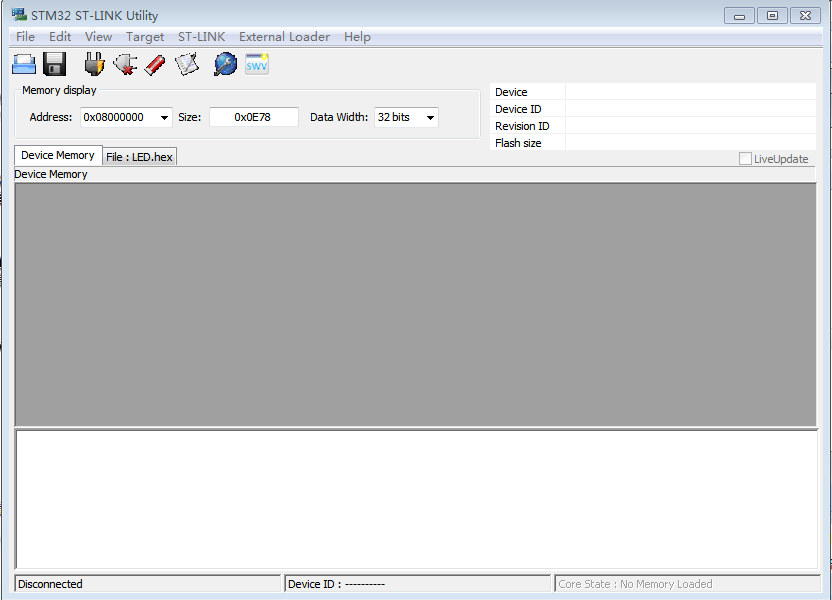 STM32 ST-LINK Utility
File Edit View Target ST-LINK External Loader Help
SWV
Memory display
Address: 0x08000000 Size: 0x0E78 Data Width: 32 bits
Device
Device ID
Revision ID
Flash size
LiveUpdate
Device Memory File : LED.hex
Device Memory
Disconnected Device ID : ---------- Core State : No Memory Loaded